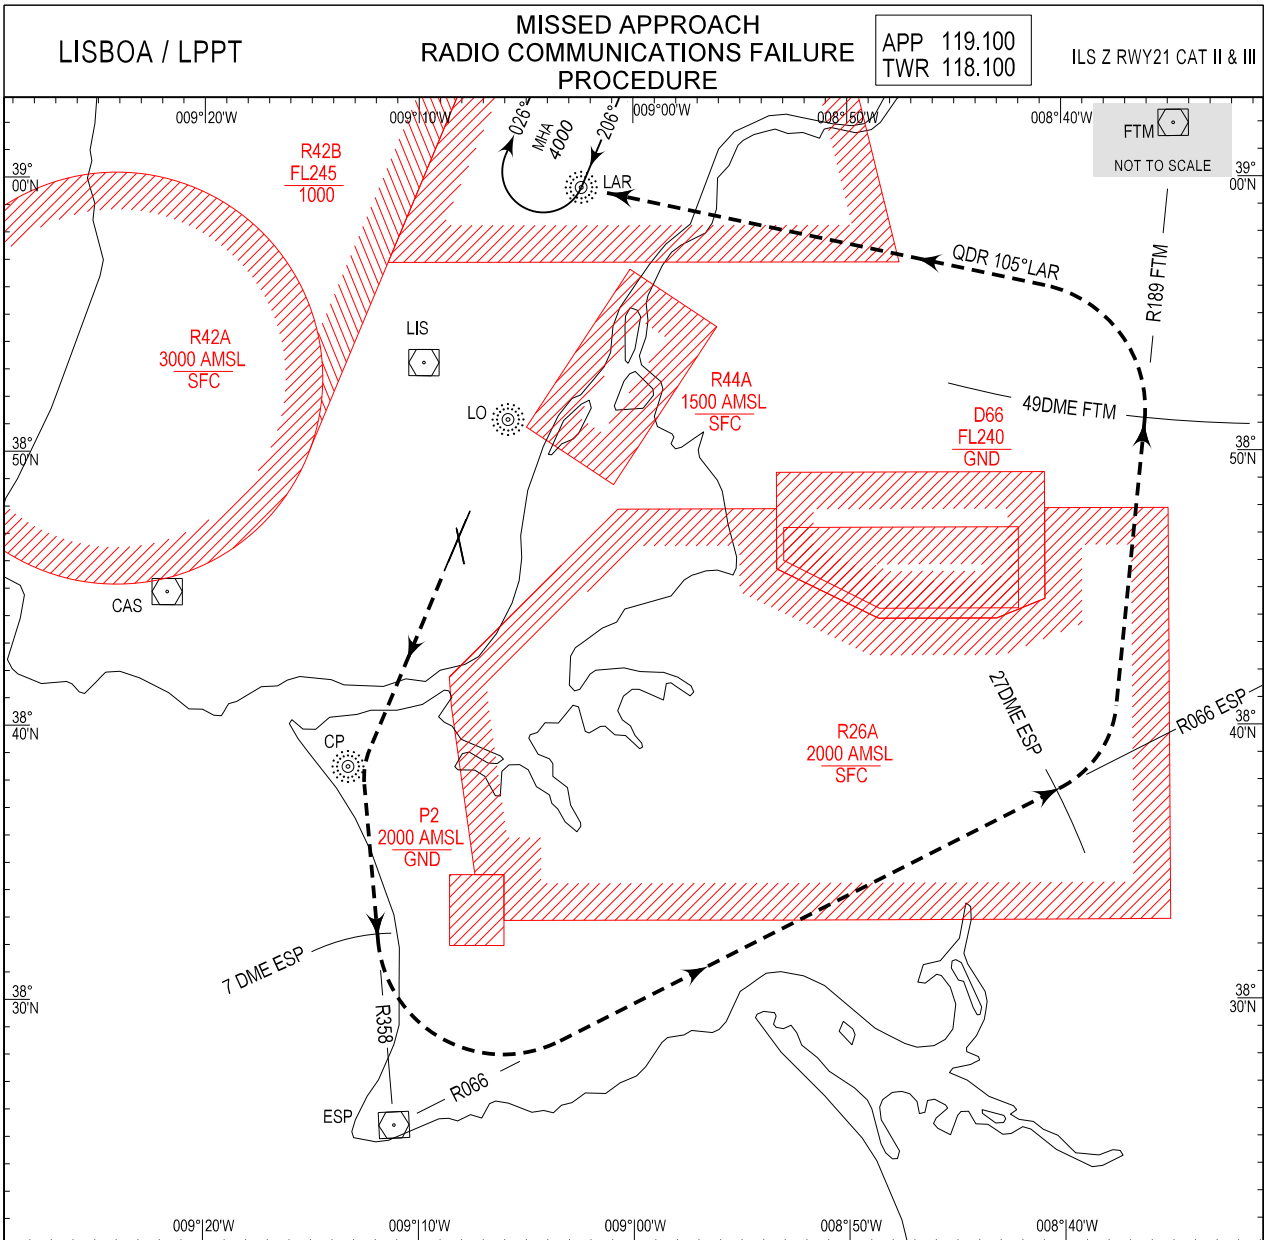 LISBOA / LPPT
MISSED APPROACH
RADIO COMMUNICATIONS FAILURE
PROCEDURE
APP 119.100
TWR 118.100
ILS Z RWY21 CAT II & III
009°20'W
009°10'W
009°00'W
008°50'W
008°40'W
026°
MHA
4000
206°
FTM
NOT TO SCALE
39°
00'N
R42B
FL245
1000
LAR
39°
00'N
QDR 105°LAR
R189 FTM
R42A
3000 AMSL
SFC
LIS
R44A
1500 AMSL
SFC
LO
49DME FTM
D66
FL240
GND
38°
50'N
38°
50'N
CAS
27DME ESP
R066 ESP
38°
40'N
CP
R26A
2000 AMSL
SFC
38°
40'N
P2
2000 AMSL
GND
7 DME ESP
38°
30'N
R358
38°
30'N
R066
ESP
009°20'W
009°10'W
009°00'W
008°50'W
008°40'W